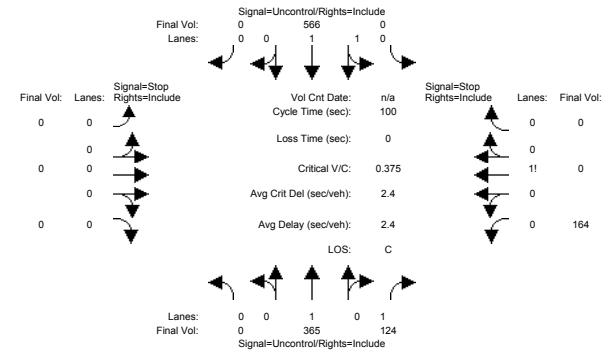 Signal=Uncontrol/Rights=Include
Final Vol: 0 566 0
Lanes: 0 0 1 1 0
Signal=Stop
Final Vol: Lanes: Rights=Include
Vol Cnt Date: n/a
Signal=Stop
Rights=Include Lanes: Final Vol:
Cycle Time (sec): 100
0 0
0 0
Loss Time (sec): 0
0
0
0 0
Critical V/C: 0.375
1! 0
0
Avg Crit Del (sec/veh): 2.4
0
0 0
Avg Delay (sec/veh): 2.4
0 164
LOS: C
Lanes: 0 0 1 0 1
Final Vol: 0 365 124
Signal=Uncontrol/Rights=Include